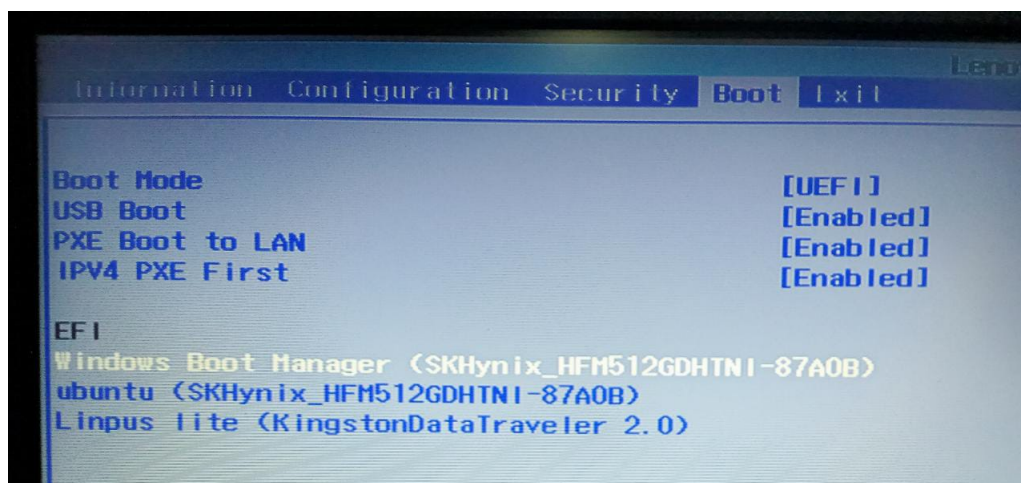 Leno
Information Configuration Security Boot Exit
Boot Mode [UEFI]
USB Boot [Enabled]
PXE Boot to LAN [Enabled]
IPV4 PXE First [Enabled]
EFI
Windows Boot Manager (SKHynix_HFM512GDHTNI-87A0B)
ubuntu (SKHynix_HFM512GDHTNI-87A0B)
Linpus lite (KingstonDataTraveler 2.0)